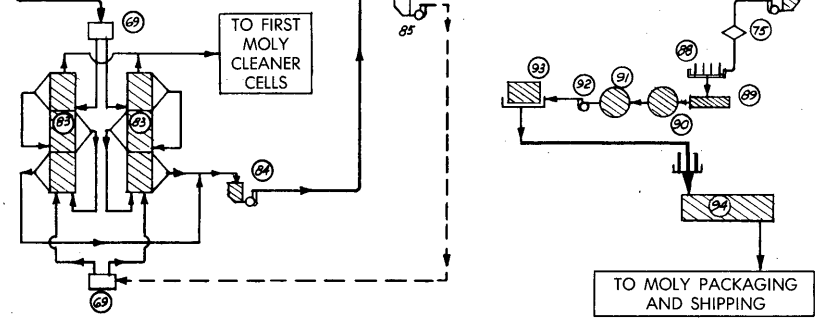 69
85
75
TO FIRST
MOLY
CLEANER
CELLS
88
93
92
91
89
90
83
83
84
94
69
TO MOLY PACKAGING
AND SHIPPING